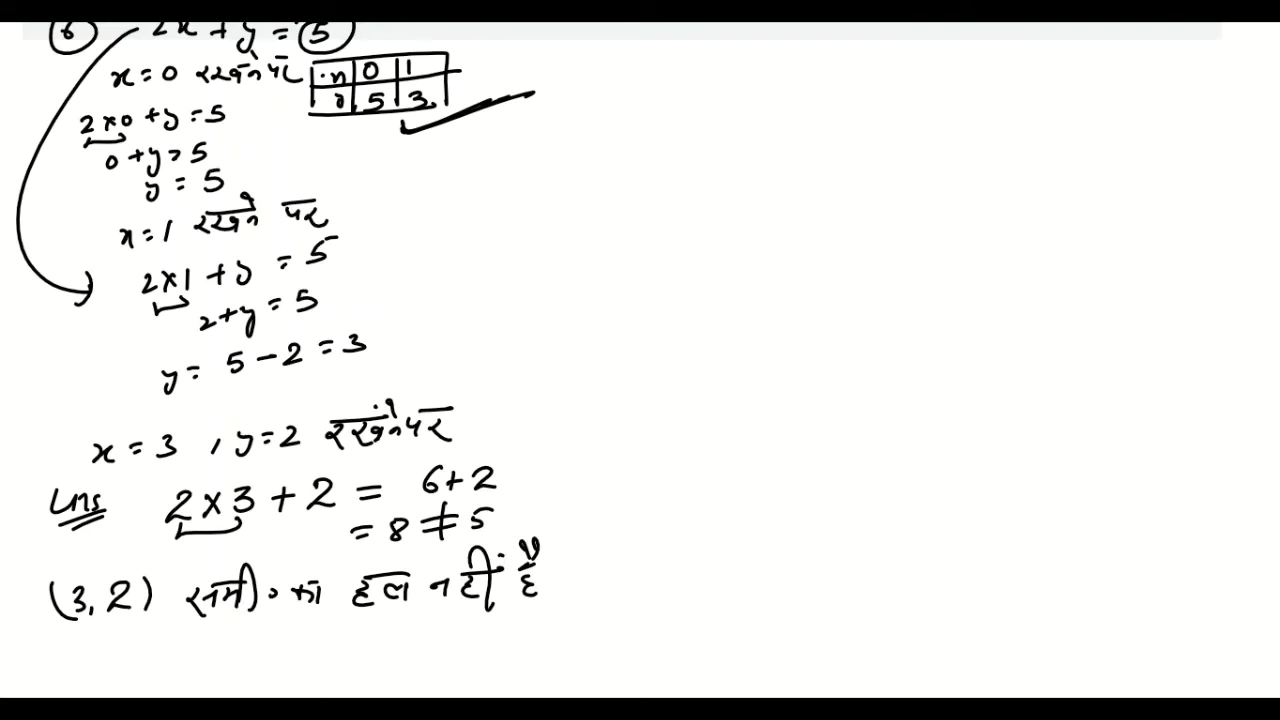 6 2x + y = 5
x = 0 रखने पर
x 0 1
y 5 3
2×0 + y = 5
0 + y = 5
y = 5
x = 1 रखने पर
2×1 + y = 5
2 + y = 5
y = 5 - 2 = 3
x = 3 , y = 2 रखने पर
LHS 2 × 3 + 2 = 6 + 2
= 8 ≠ 5
(3, 2) समी० का हल नहीं है